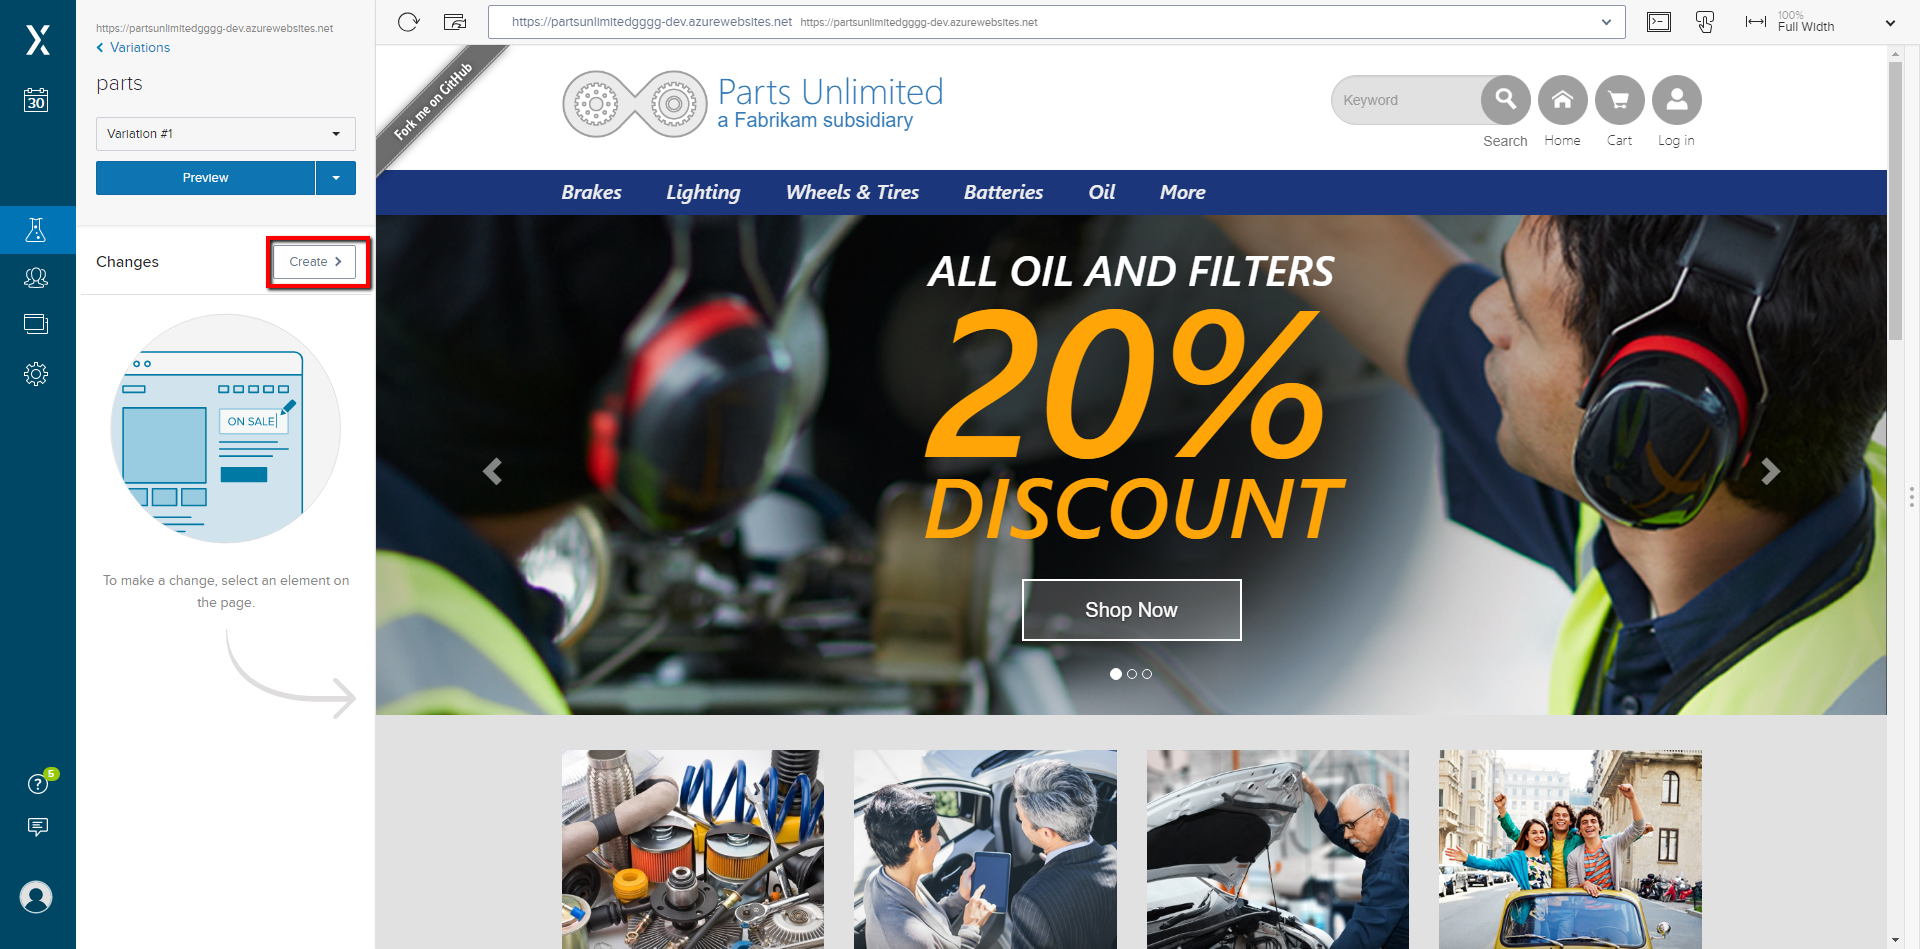 https://partsunlimitedgggg-dev.azurewebsites.net
Variations
parts
Variation #1
Preview
Changes
Create
ON SALE
To make a change, select an element on
the page.
30
5
?
https://partsunlimitedgggg-dev.azurewebsites.net https://partsunlimitedgggg-dev.azurewebsites.net
100%
Full Width
Fork me on GitHub
Parts Unlimited
a Fabrikam subsidiary
Keyword
Search Home Cart Log in
Brakes Lighting Wheels & Tires Batteries Oil More
ALL OIL AND FILTERS
20%
DISCOUNT
Shop Now